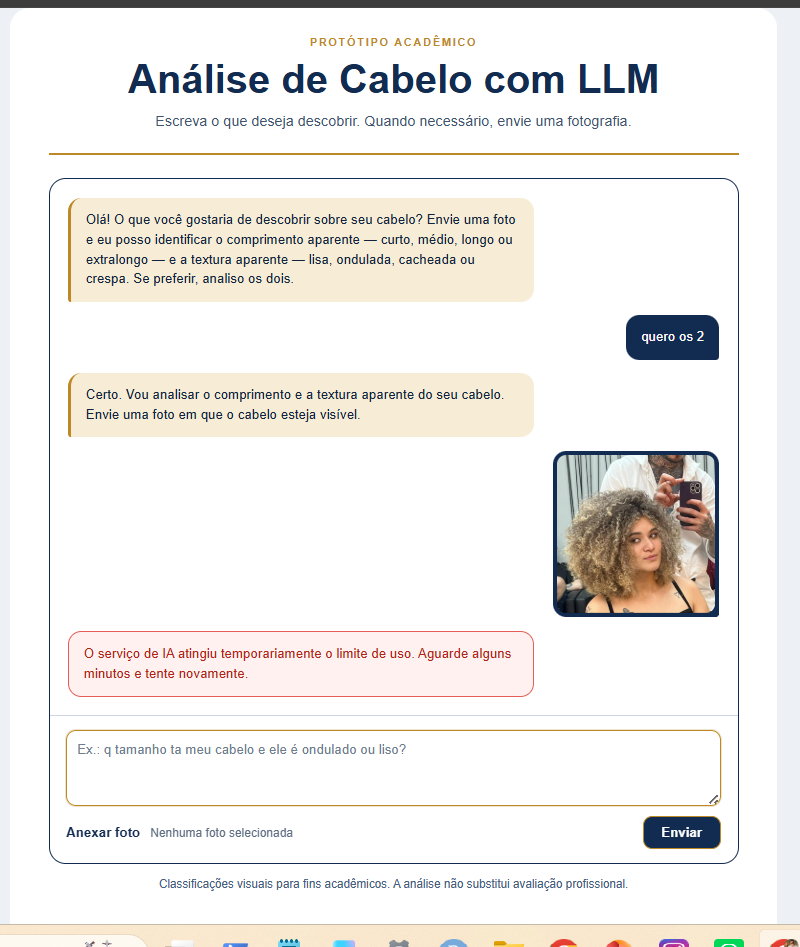 PROTÓTIPO ACADÊMICO
Análise de Cabelo com LLM
Escreva o que deseja descobrir. Quando necessário, envie uma fotografia.
Olá! O que você gostaria de descobrir sobre seu cabelo? Envie uma foto
e eu posso identificar o comprimento aparente — curto, médio, longo ou
extralongo — e a textura aparente — lisa, ondulada, cacheada ou
crespa. Se preferir, analiso os dois.
quero os 2
Certo. Vou analisar o comprimento e a textura aparente do seu cabelo.
Envie uma foto em que o cabelo esteja visível.
O serviço de IA atingiu temporariamente o limite de uso. Aguarde alguns
minutos e tente novamente.
Ex.: q tamanho ta meu cabelo e ele é ondulado ou liso?
Anexar foto Nenhuma foto selecionada
Enviar
Classificações visuais para fins acadêmicos. A análise não substitui avaliação profissional.